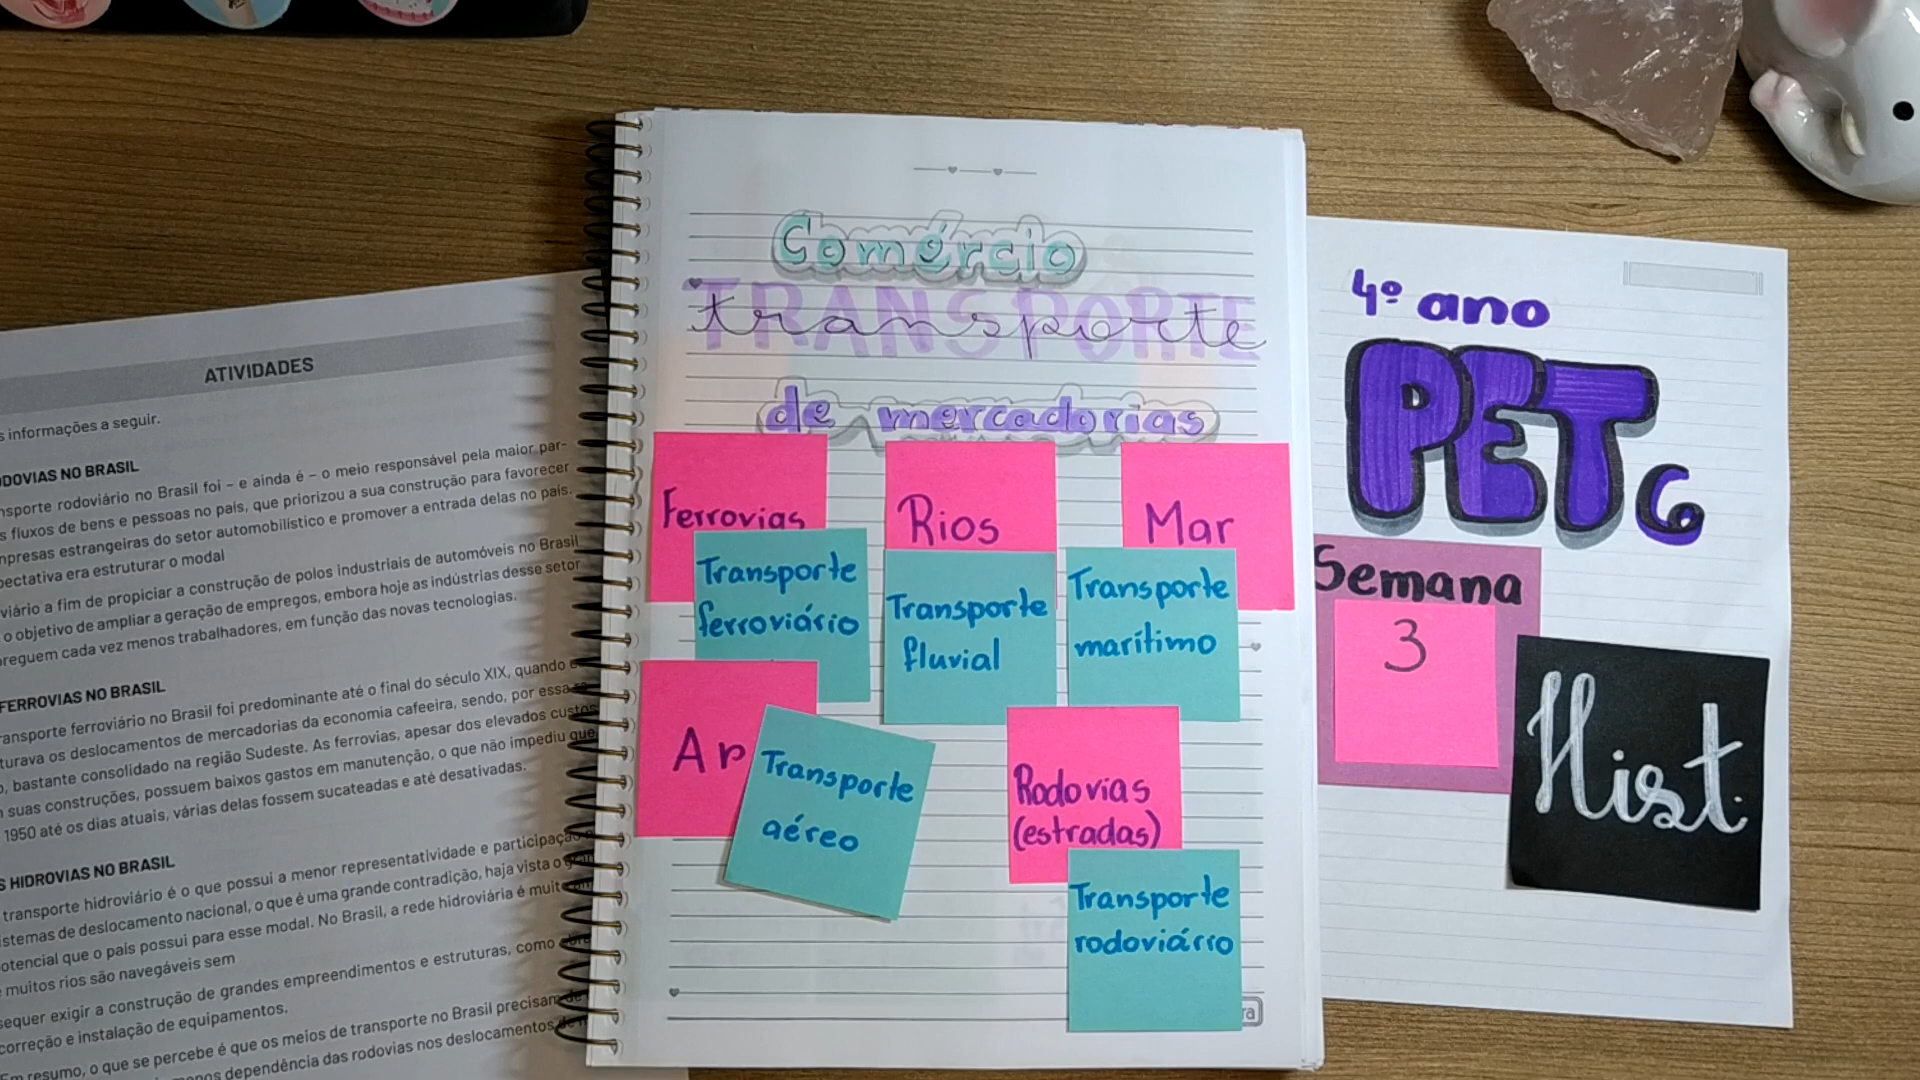 ATIVIDADES
s informações a seguir.
RODOVIAS NO BRASIL
nsporte rodoviário no Brasil foi – e ainda é – o meio responsável pela maior par-
s fluxos de bens e pessoas no país, que priorizou a sua construção para favorecer
mpresas estrangeiras do setor automobilístico e promover a entrada delas no país.
pectativa era estruturar o modal
viário a fim de propiciar a construção de polos industriais de automóveis no Brasil
o objetivo de ampliar a geração de empregos, embora hoje as indústrias desse setor
preguem cada vez menos trabalhadores, em função das novas tecnologias.
FERROVIAS NO BRASIL
ransporte ferroviário no Brasil foi predominante até o final do século XIX, quando
turava os deslocamentos de mercadorias da economia cafeeira, sendo, por essa
o, bastante consolidado na região Sudeste. As ferrovias, apesar dos elevados custos
m suas construções, possuem baixos gastos em manutenção, o que não impediu que
1950 até os dias atuais, várias delas fossem sucateadas e até desativadas.
S HIDROVIAS NO BRASIL
transporte hidroviário é o que possui a menor representatividade e participação
istemas de deslocamento nacional, o que é uma grande contradição, haja vista o
otencial que o país possui para esse modal. No Brasil, a rede hidroviária é
e muitos rios são navegáveis sem
sequer exigir a construção de grandes empreendimentos e estruturas, como
correção e instalação de equipamentos.
Em resumo, o que se percebe é que os meios de transporte no Brasil precisam
menos dependência das rodovias nos deslocamentos
Comércio
TRANSPORTE
transporte
de mercadorias
Ferrovias
Transporte
ferroviário
Rios
Transporte
fluvial
Mar
Transporte
marítimo
Ar
Transporte
aéreo
Rodovias
(estradas)
Transporte
rodoviário
ra
4º ano
PET 6
Semana
3
Hist.